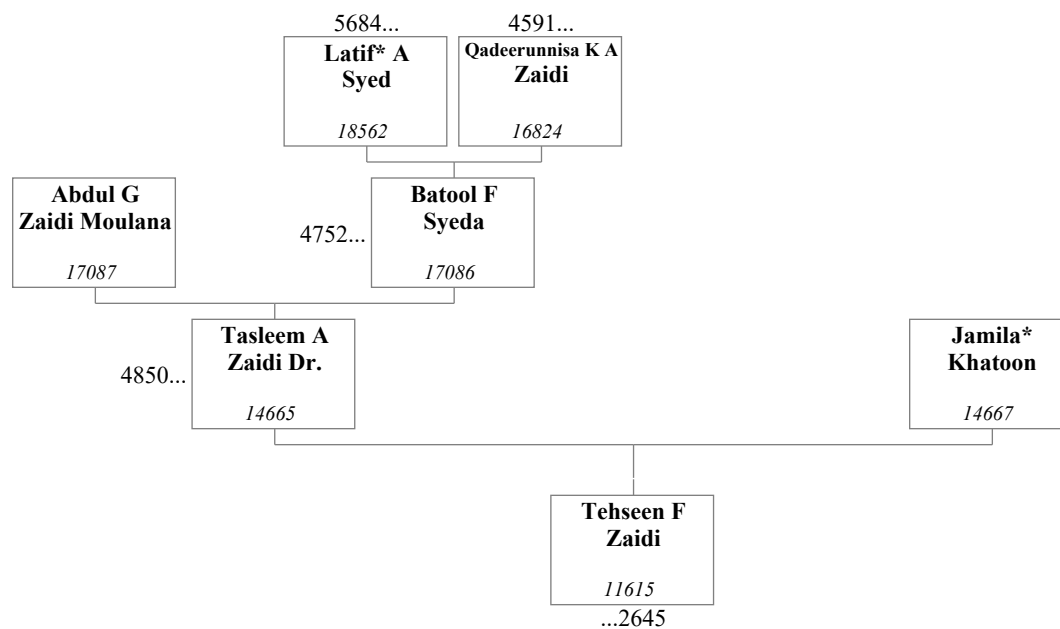 5684...
4591...
Latif* A
Syed
18562
Qadeerunnisa K A
Zaidi
16824
Abdul G
Zaidi Moulana
17087
4752...
Batool F
Syeda
17086
4850...
Tasleem A
Zaidi Dr.
14665
Jamila*
Khatoon
14667
Tehseen F
Zaidi
11615
...2645